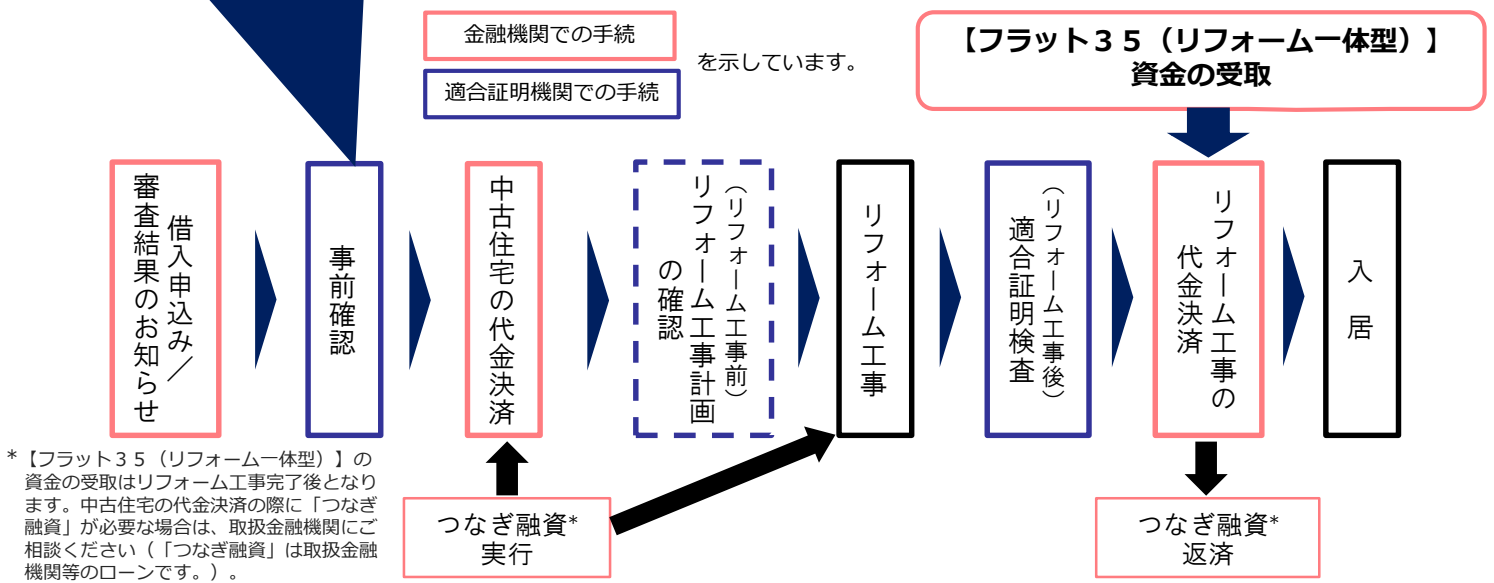 金融機関での手続
適合証明機関での手続
を示しています。
【フラット３５（リフォーム一体型）】
資金の受取
借入申込み／
審査結果のお知らせ
事前確認
中古住宅の代金決済
（リフォーム工事前）
リフォーム工事計画
の確認
リフォーム工事
（リフォーム工事後）
適合証明検査
リフォーム工事の
代金決済
入居
*【フラット３５（リフォーム一体型）】の
資金の受取はリフォーム工事完了後となり
ます。中古住宅の代金決済の際に「つなぎ
融資」が必要な場合は、取扱金融機関にご
相談ください（「つなぎ融資」は取扱金融
機関等のローンです。）。
つなぎ融資*
実行
つなぎ融資*
返済